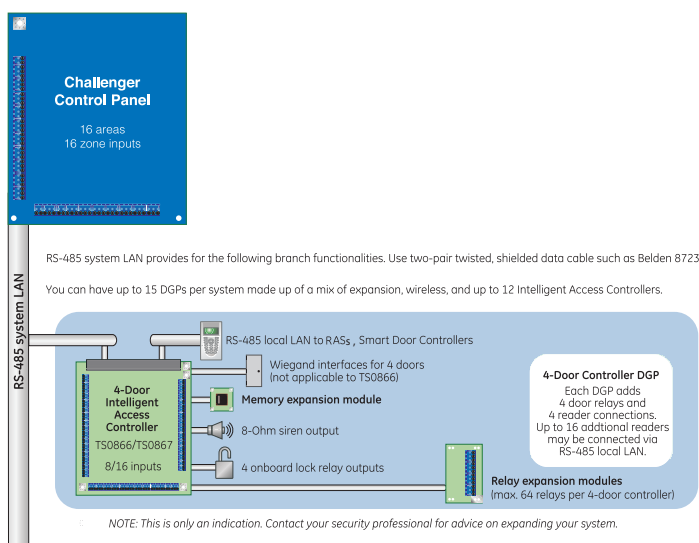 Challenger
Control Panel
16 areas
16 zone inputs
RS-485 system LAN
RS-485 system LAN provides for the following branch functionalities. Use two-pair twisted, shielded data cable such as Belden 8723
You can have up to 15 DGPs per system made up of a mix of expansion, wireless, and up to 12 Intelligent Access Controllers.
RS-485 local LAN to RASs , Smart Door Controllers
Wiegand interfaces for 4 doors
(not applicable to TS0866)
Memory expansion module
8-Ohm siren output
4 onboard lock relay outputs
4-Door
Intelligent
Access
Controller
TS0866/TS0867
8/16 inputs
4-Door Controller DGP
Each DGP adds
4 door relays and
4 reader connections.
Up to 16 addtional readers
may be connected via
RS-485 local LAN.
Relay expansion modules
(max. 64 relays per 4-door controller)
NOTE: This is only an indication. Contact your security professional for advice on expanding your system.